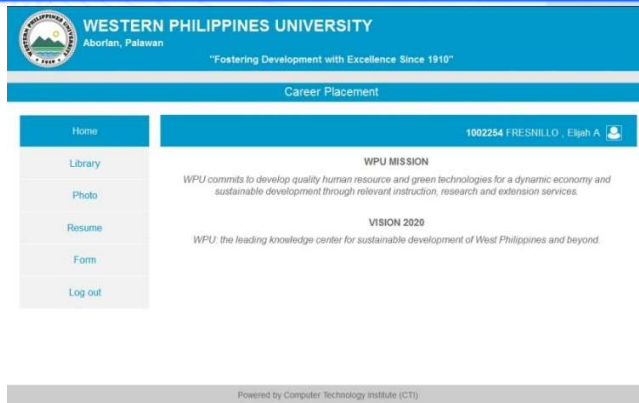 WESTERN PHILIPPINES UNIVERSITY
Aborlan, Palawan
"Fostering Development with Excellence Since 1910"
Career Placement
Home
1002254 FRESNILLO , Elijah A
Library
Photo
Resume
Form
Log out
WPU MISSION
WPU commits to develop quality human resource and green technologies for a dynamic economy and
sustainable development through relevant instruction, research and extension services.
VISION 2020
WPU: the leading knowledge center for sustainable development of West Philippines and beyond.
Powered by Computer Technology Institute (CTI)